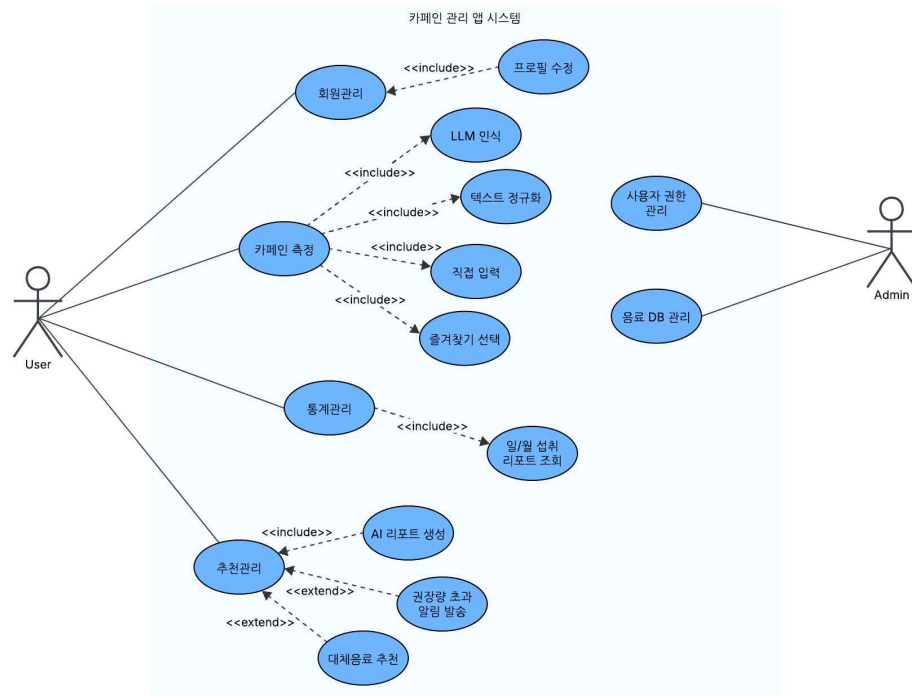 카페인 관리 앱 시스템
<<include>>
프로필 수정
회원관리
LLM 인식
<<include>>
텍스트 정규화
<<include>>
카페인 측정
<<include>>
직접 입력
<<include>>
즐겨찾기 선택
사용자 권한
관리
음료 DB 관리
Admin
User
통계관리
<<include>>
일/월 섭취
리포트 조회
<<include>>
AI 리포트 생성
추천관리
<<extend>>
권장량 초과
알림 발송
<<extend>>
대체음료 추천